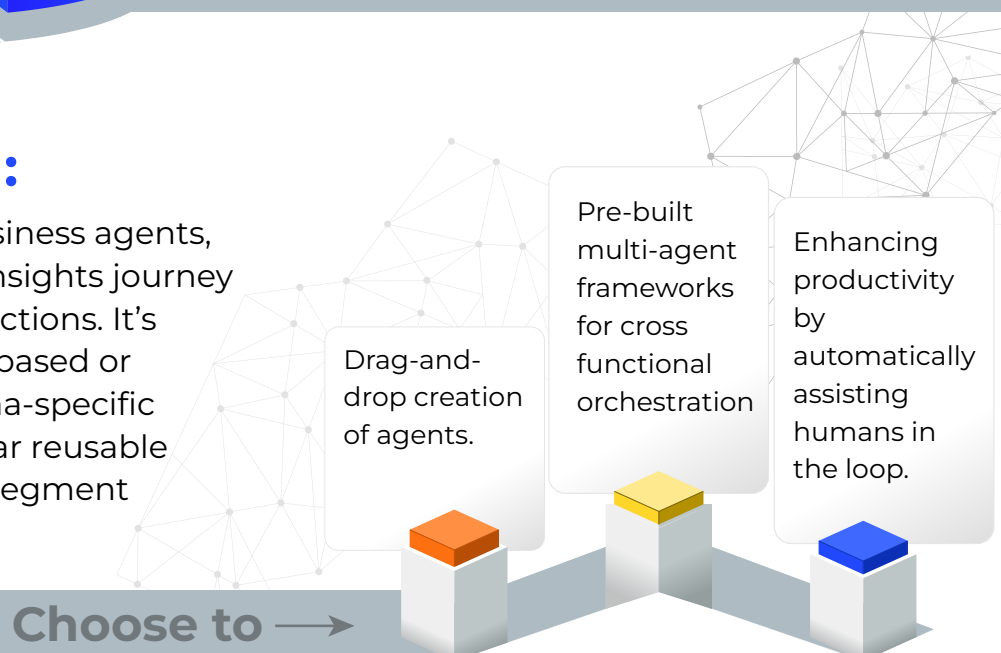 :
siness agents,
nsights journey
ctions. It's
based or
a-specific
ar reusable
egment
Drag-and-
drop creation
of agents.
Pre-built
multi-agent
frameworks
for cross
functional
orchestration
Enhancing
productivity
by
automatically
assisting
humans in
the loop.
Choose to